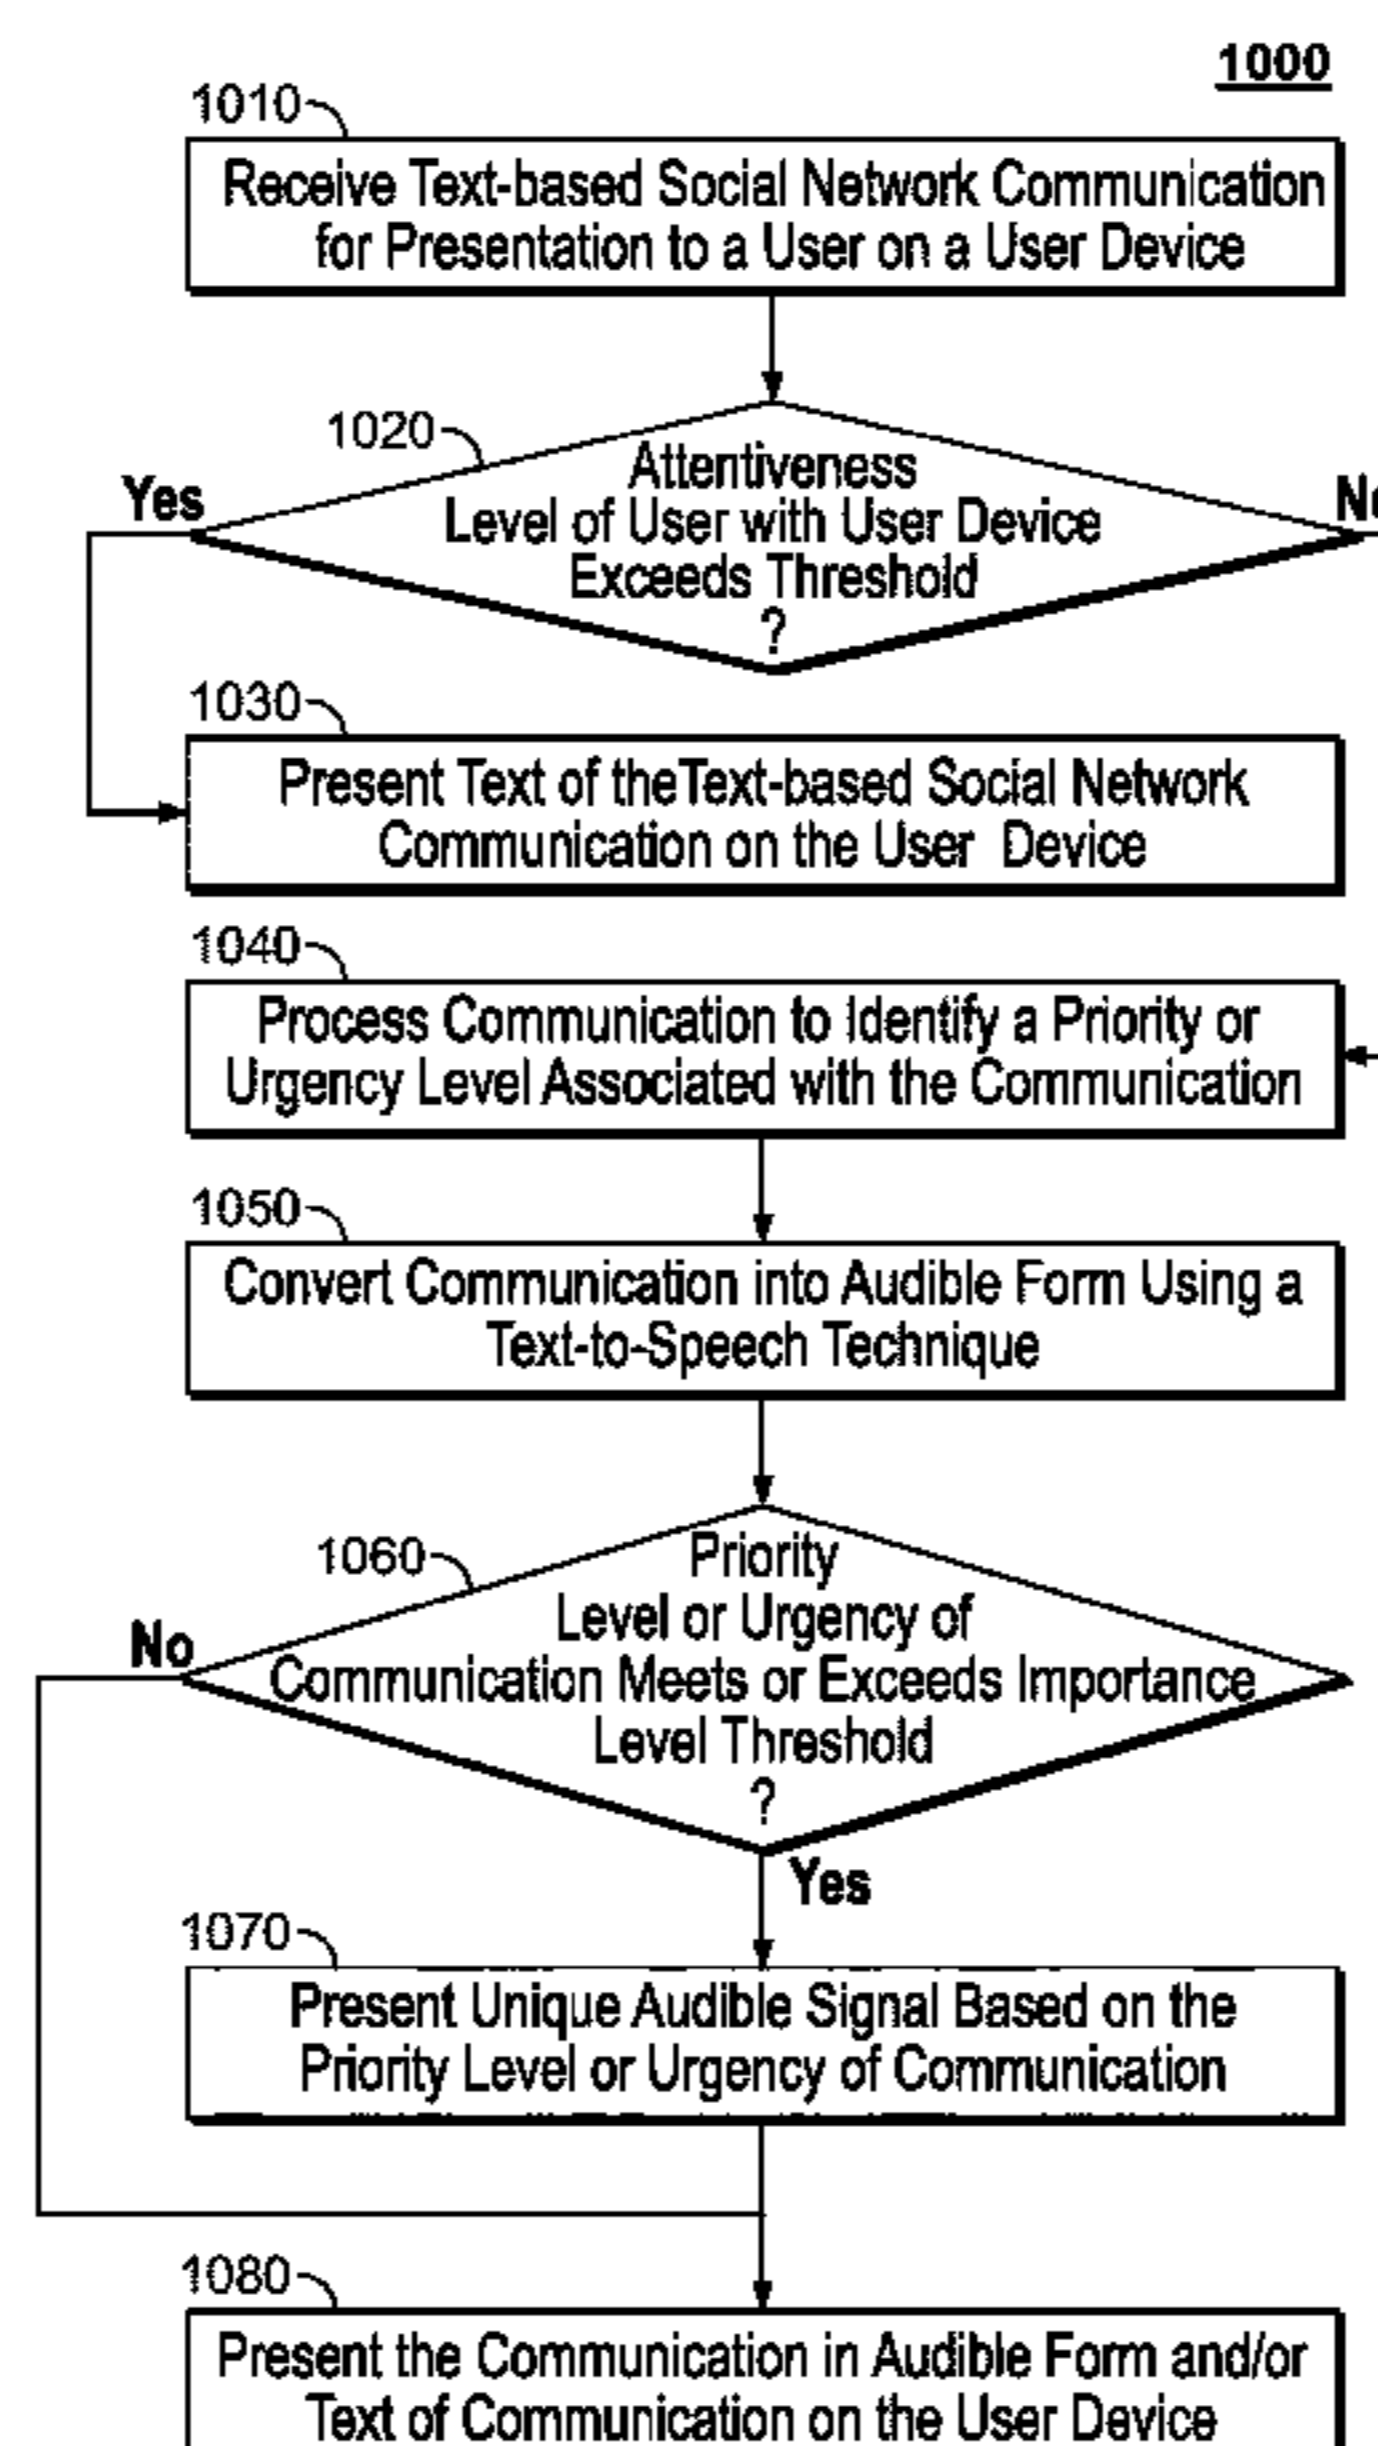 1000
1010
Receive Text-based Social Network Communication
for Presentation to a User on a User Device
1020
Attentiveness
Level of User with User Device
Exceeds Threshold
?
Yes
1030
Present Text of theText-based Social Network
Communication on the User Device
1040
Process Communication to Identify a Priority or
Urgency Level Associated with the Communication
1050
Convert Communication into Audible Form Using a
Text-to-Speech Technique
1060
Priority
Level or Urgency of
Communication Meets or Exceeds Importance
Level Threshold
?
No
Yes
1070
Present Unique Audible Signal Based on the
Priority Level or Urgency of Communication
1080
Present the Communication in Audible Form and/or
Text of Communication on the User Device